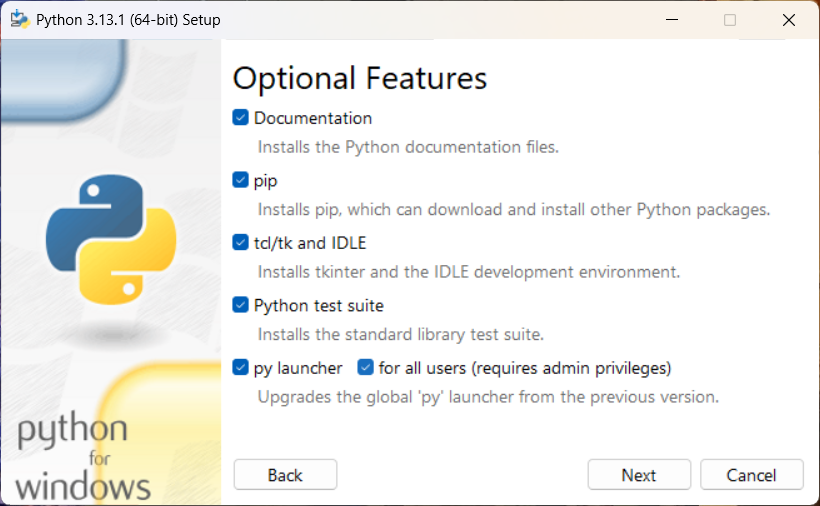 Python 3.13.1 (64-bit) Setup
Optional Features
Documentation
Installs the Python documentation files.
pip
Installs pip, which can download and install other Python packages.
tcl/tk and IDLE
Installs tkinter and the IDLE development environment.
Python test suite
Installs the standard library test suite.
py launcher for all users (requires admin privileges)
Upgrades the global 'py' launcher from the previous version.
python
for
windows
Back Next Cancel